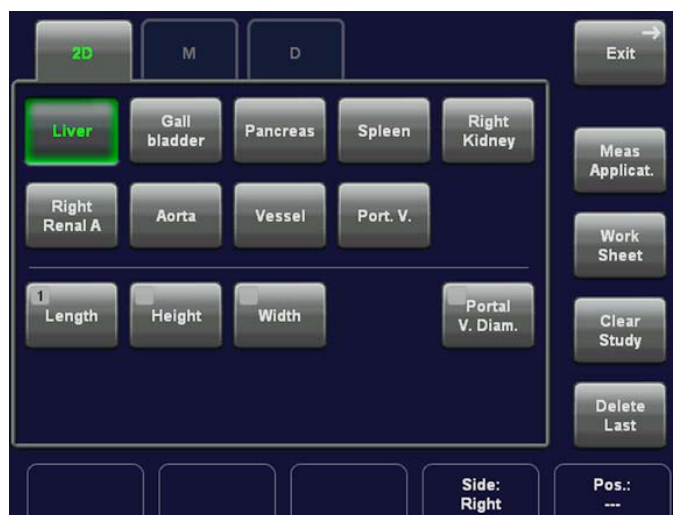 2D
M
D
Exit
Liver
Gall
bladder
Pancreas
Spleen
Right
Kidney
Meas
Applicat.
Right
Renal A
Aorta
Vessel
Port. V.
Work
Sheet
1
Length
Height
Width
Portal
V. Diam.
Clear
Study
Delete
Last
Side:
Right
Pos.:
---